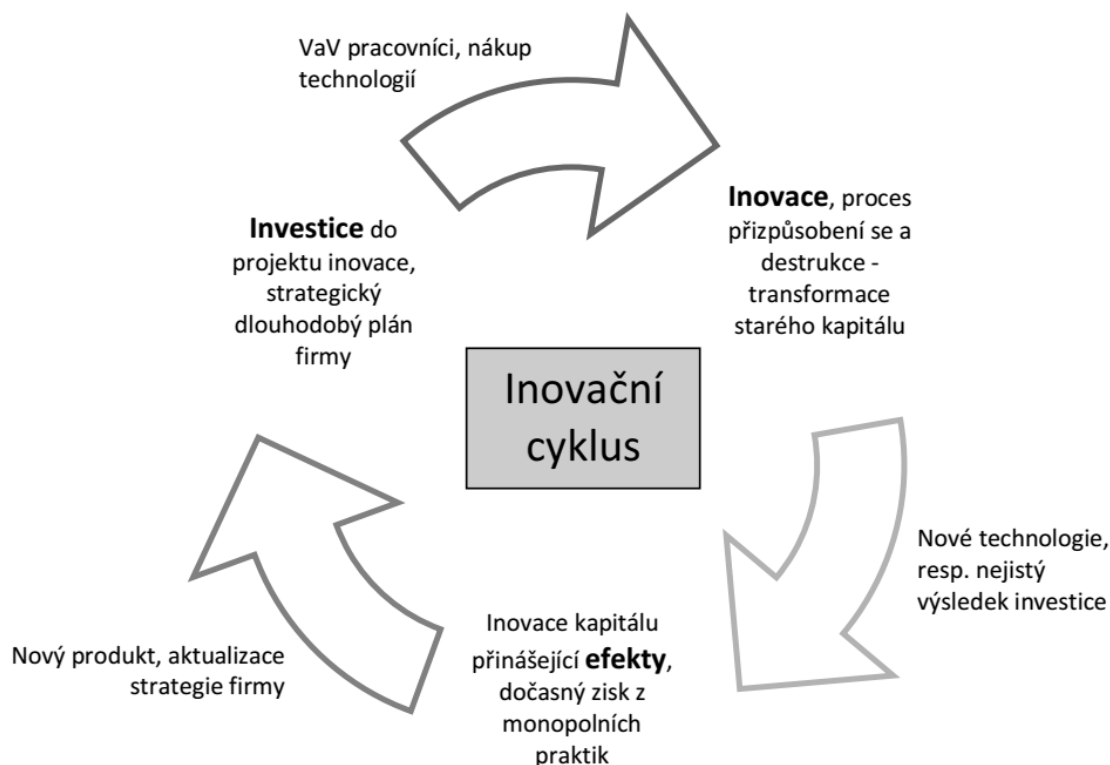 VaV pracovníci, nákup
technologií
Investice do
projektu inovace,
strategický
dlouhodobý plán
firmy
Inovace, proces
přizpůsobení se a
destrukce -
transformace
starého kapitálu
Inovační
cyklus
Nové technologie,
resp. nejistý
výsledek investice
Inovace kapitálu
přinášející efekty,
dočasný zisk z
monopolních
praktik
Nový produkt, aktualizace
strategie firmy